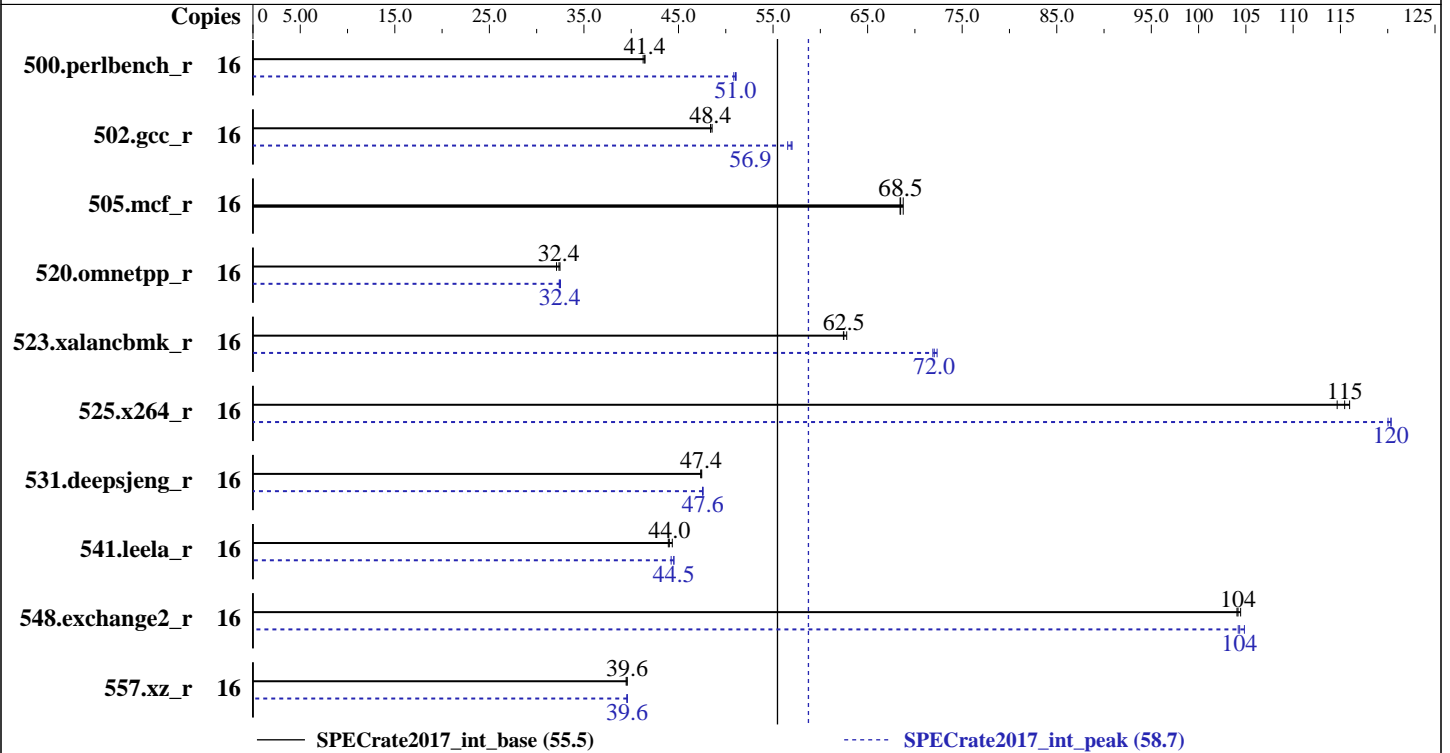 Copies 0 5.00 15.0 25.0 35.0 45.0 55.0 65.0 75.0 85.0 95.0 100 105 110 115 125
41.4
500.perlbench_r 16
51.0
48.4
502.gcc_r 16
56.9
68.5
505.mcf_r 16
32.4
520.omnetpp_r 16
32.4
62.5
523.xalancbmk_r 16
72.0
115
525.x264_r 16
120
47.4
531.deepsjeng_r 16
47.6
44.0
541.leela_r 16
44.5
104
548.exchange2_r 16
104
39.6
557.xz_r 16
39.6
SPECrate2017_int_base (55.5) SPECrate2017_int_peak (58.7)